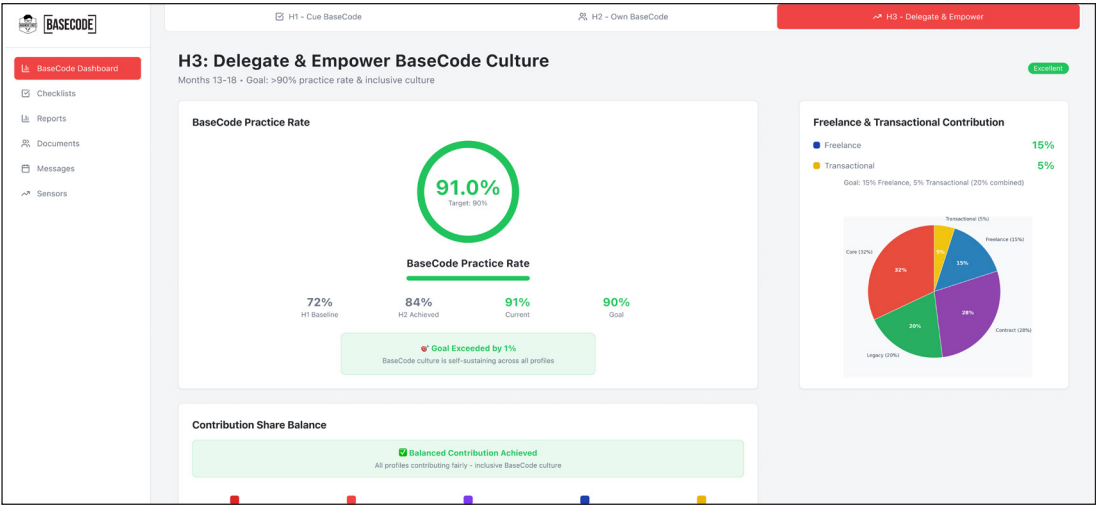 [BASECODE]
H1 - Cue BaseCode
H2 - Own BaseCode
H3 - Delegate & Empower
BaseCode Dashboard
Checklists
Reports
Documents
Messages
Sensors
H3: Delegate & Empower BaseCode Culture
Months 13-18 • Goal: >90% practice rate & inclusive culture
Excellent
BaseCode Practice Rate
91.0%
Target: 90%
BaseCode Practice Rate
72%
H1 Baseline
84%
H2 Achieved
91%
Current
90%
Goal
Goal Exceeded by 1%
BaseCode culture is self-sustaining across all profiles
Freelance & Transactional Contribution
Freelance 15%
Transactional 5%
Goal: 15% Freelance, 5% Transactional (20% combined)
Transactional (5%)
5%
Freelance (15%)
15%
Core (32%)
32%
28%
Contract (28%)
20%
Legacy (20%)
Contribution Share Balance
Balanced Contribution Achieved
All profiles contributing fairly - inclusive BaseCode culture